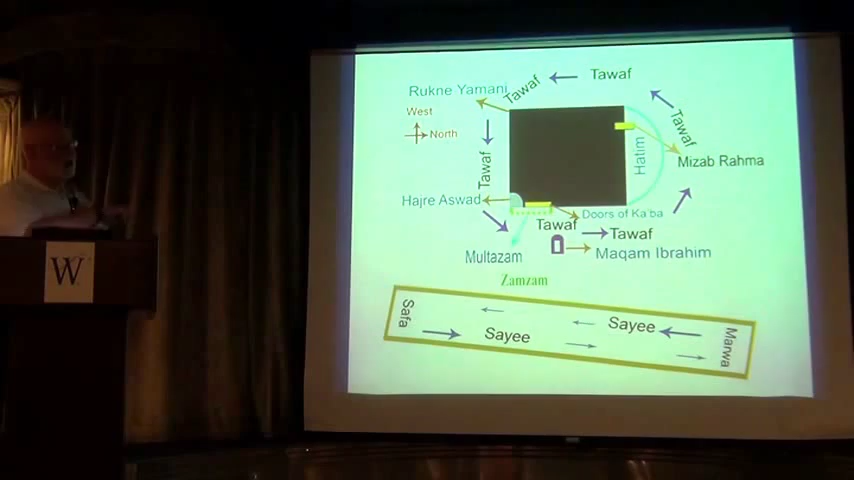 Rukne Yamani
Tawaf
Tawaf
West
North
Tawaf
Tawaf
Hatim
Mizab Rahma
Hajre Aswad
Doors of Ka'ba
Tawaf
Tawaf
Multazam
Maqam Ibrahim
Zamzam
Safa
Sayee
Sayee
Marwa
W